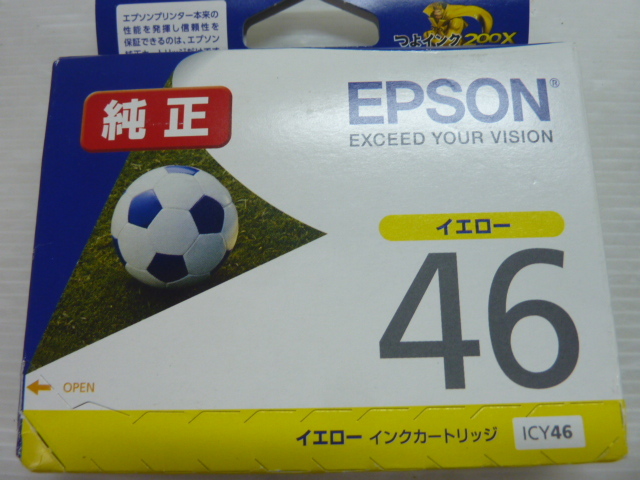 エプソンプリンター本来の
性能を発揮し信頼性を
保証できるのは、エプソン
つよインク200X
純正
EPSON®
EXCEED YOUR VISION
イエロー
46
OPEN
イエロー インクカートリッジ ICY46